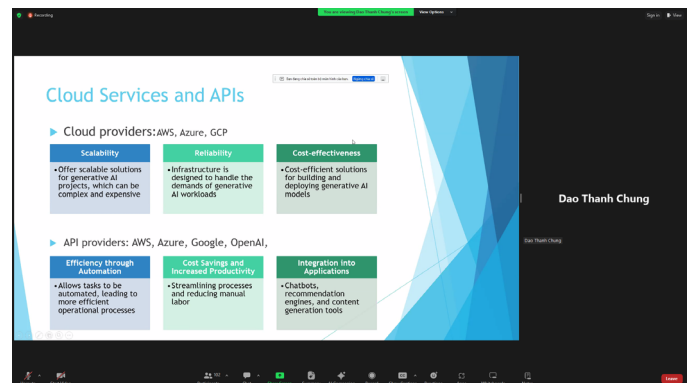 Recording
You are viewing Dao Thanh Chung's screen
View Options
Sign in
View
Cloud Services and APIs
Cloud providers:AWS, Azure, GCP
Scalability
Reliability
Cost-effectiveness
•Offer scalable solutions
for generative AI
projects, which can be
complex and expensive
•Infrastructure is
designed to handle the
demands of generative
AI workloads
•Cost-efficient solutions
for building and
deploying generative AI
models
API providers: AWS, Azure, Google, OpenAI,
Efficiency through
Automation
Cost Savings and
Increased Productivity
Integration into
Applications
•Allows tasks to be
automated, leading to
more efficient
operational processes
•Streamlining processes
and reducing manual
labor
•Chatbots,
recommendation
engines, and content
generation tools
Dao Thanh Chung
Dao Thanh Chung
102
Leave